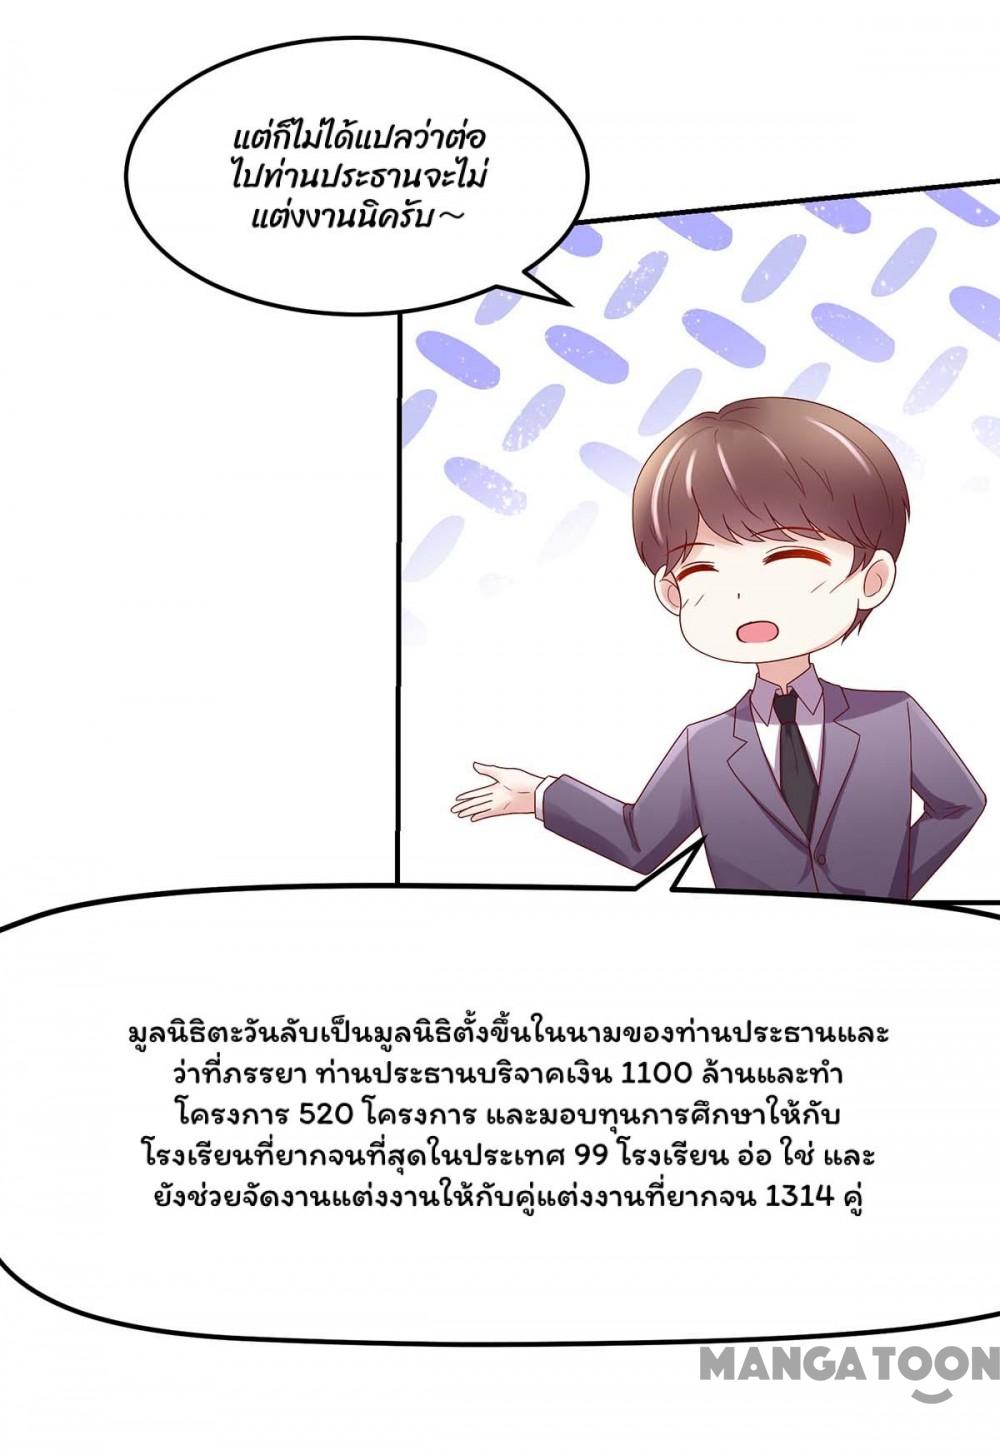 แต่ก็ไม่ได้แปลว่าต่อ
ไปท่านประธานจะไม่
แต่งงานนิครับ~
มูลนิธิตะวันลับเป็นมูลนิธิตั้งขึ้นในนามของท่านประธานและ
ว่าที่ภรรยา ท่านประธานบริจาคเงิน 1100 ล้านและทำ
โครงการ 520 โครงการ และมอบทุนการศึกษาให้กับ
โรงเรียนที่ยากจนที่สุดในประเทศ 99 โรงเรียน อ่อ ใช่ และ
ยังช่วยจัดงานแต่งงานให้กับคู่แต่งงานที่ยากจน 1314 คู่
MANGATOON